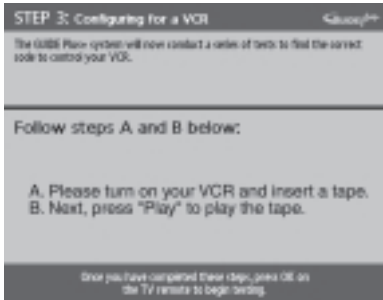 STEP 3: Configuring for a VCR
The GUIDE Plus+ system will now conduct a series of tests to find the correct
code to control your VCR.
Follow steps A and B below:
A. Please turn on your VCR and insert a tape.
B. Next, press "Play" to play the tape.
Once you have completed these steps, press OK on
the TV remote to begin testing.